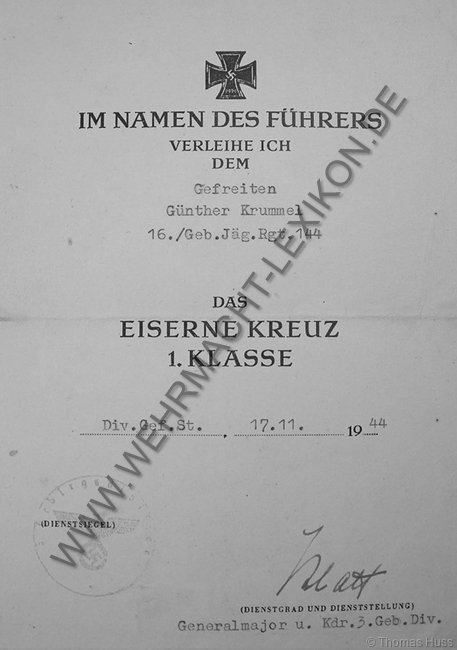 IM NAMEN DES FÜHRERS
VERLEIHE ICH
DEM
Gefreiten
Günther Krummel
16./Geb.Jäg.Rgt.144
DAS
EISERNE KREUZ
1. KLASSE
Div.Gef.St. , 17.11. 1944
(DIENSTSIEGEL)
(DIENSTGRAD UND DIENSTSTELLUNG)
Generalmajor u. Kdr.3.Geb.Div.
WWW.WEHRMACHT-LEXIKON.DE
© Thomas Huss